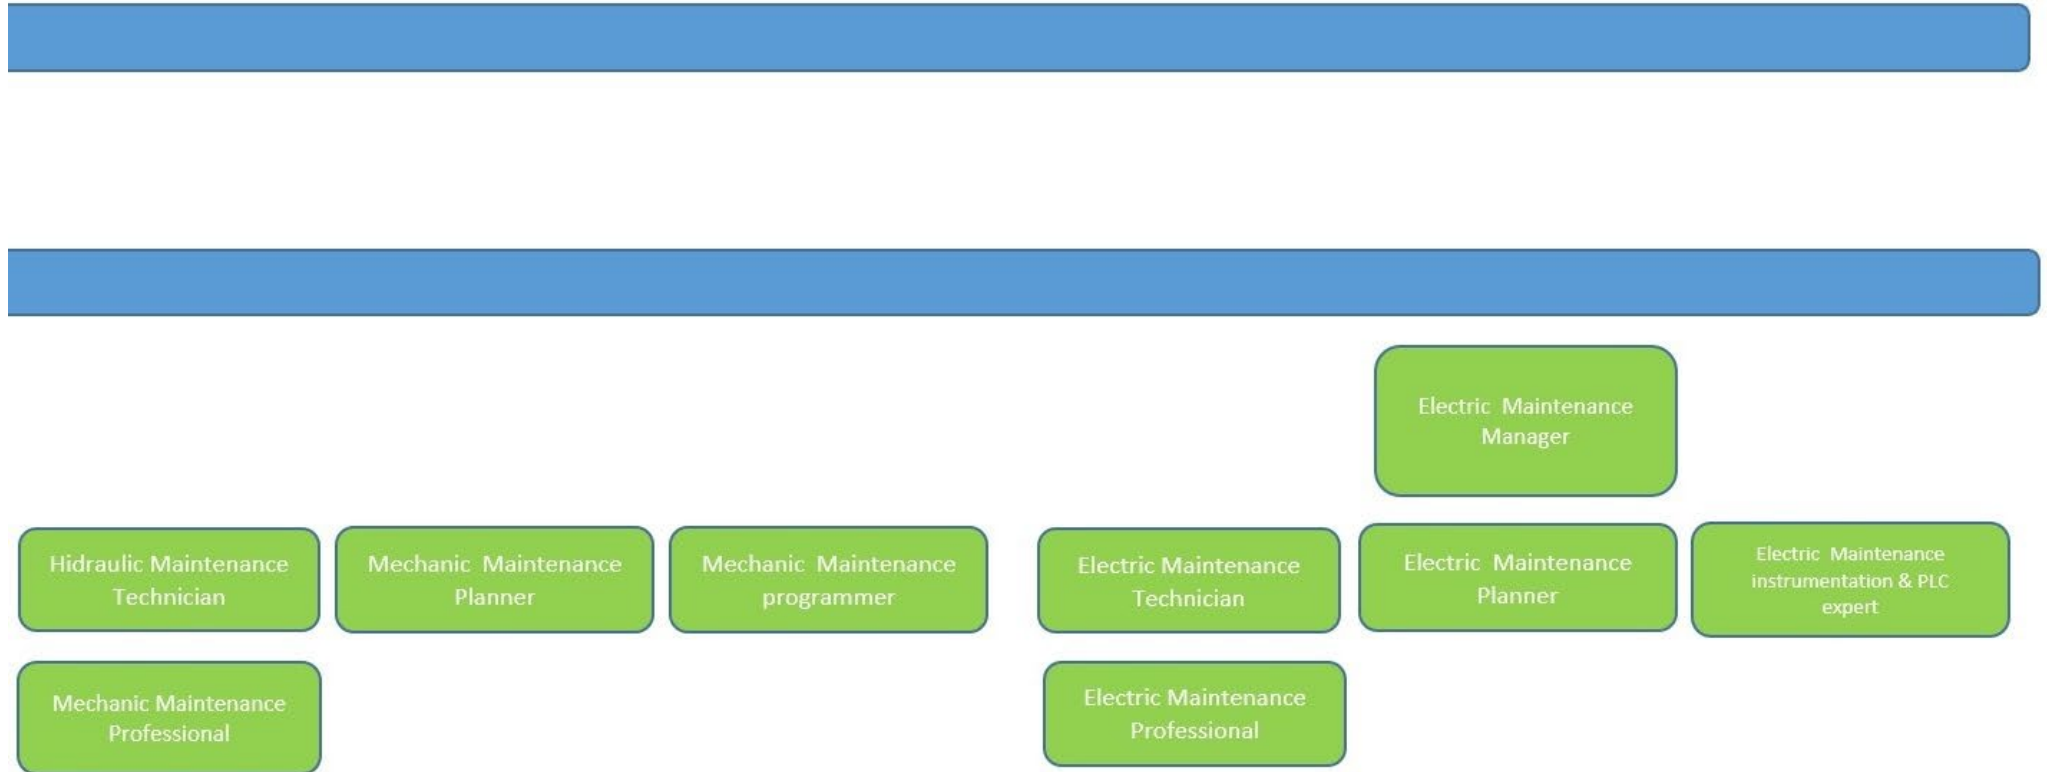 Electric Maintenance
Manager
Hidraulic Maintenance
Technician
Mechanic Maintenance
Planner
Mechanic Maintenance
programmer
Electric Maintenance
Technician
Electric Maintenance
Planner
Electric Maintenance
instrumentation & PLC
expert
Mechanic Maintenance
Professional
Electric Maintenance
Professional